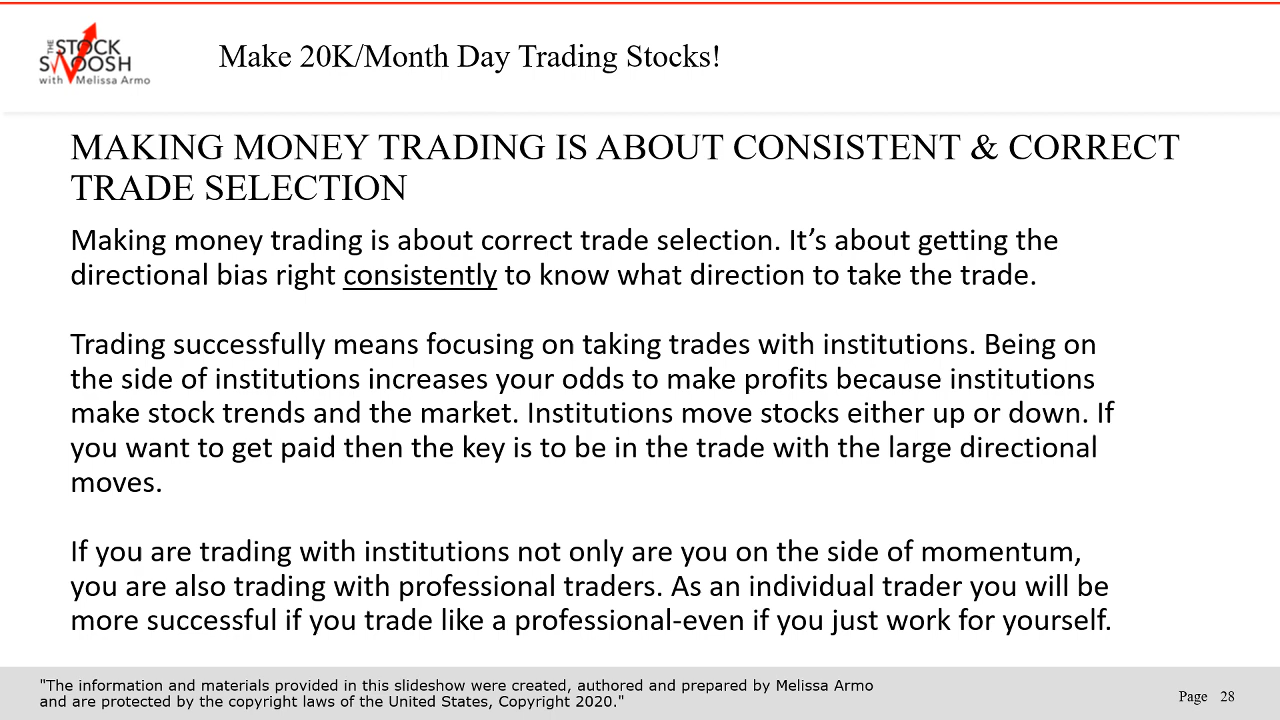 THE
STOCK
SWOOSH
with Melissa Armo
Make 20K/Month Day Trading Stocks!
MAKING MONEY TRADING IS ABOUT CONSISTENT & CORRECT
TRADE SELECTION
Making money trading is about correct trade selection. It’s about getting the
directional bias right consistently to know what direction to take the trade.
Trading successfully means focusing on taking trades with institutions. Being on
the side of institutions increases your odds to make profits because institutions
make stock trends and the market. Institutions move stocks either up or down. If
you want to get paid then the key is to be in the trade with the large directional
moves.
If you are trading with institutions not only are you on the side of momentum,
you are also trading with professional traders. As an individual trader you will be
more successful if you trade like a professional-even if you just work for yourself.
"The information and materials provided in this slideshow were created, authored and prepared by Melissa Armo
and are protected by the copyright laws of the United States, Copyright 2020."
Page 28